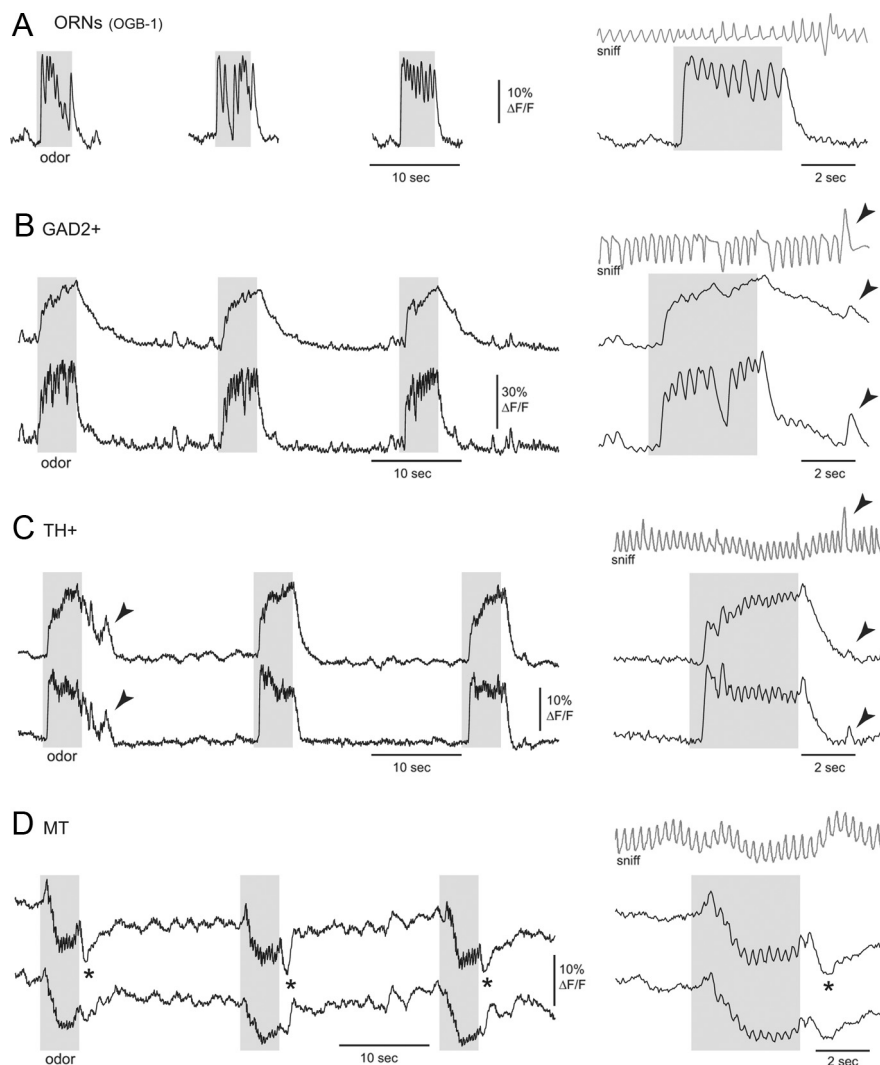 A ORNs (OGB-1)
sniff
10%
ΔF/F
odor
10 sec
2 sec
B GAD2+
sniff
30%
ΔF/F
odor
10 sec
2 sec
C TH+
sniff
10%
ΔF/F
odor
10 sec
2 sec
D MT
sniff
*
*
*
*
10%
ΔF/F
odor
10 sec
2 sec